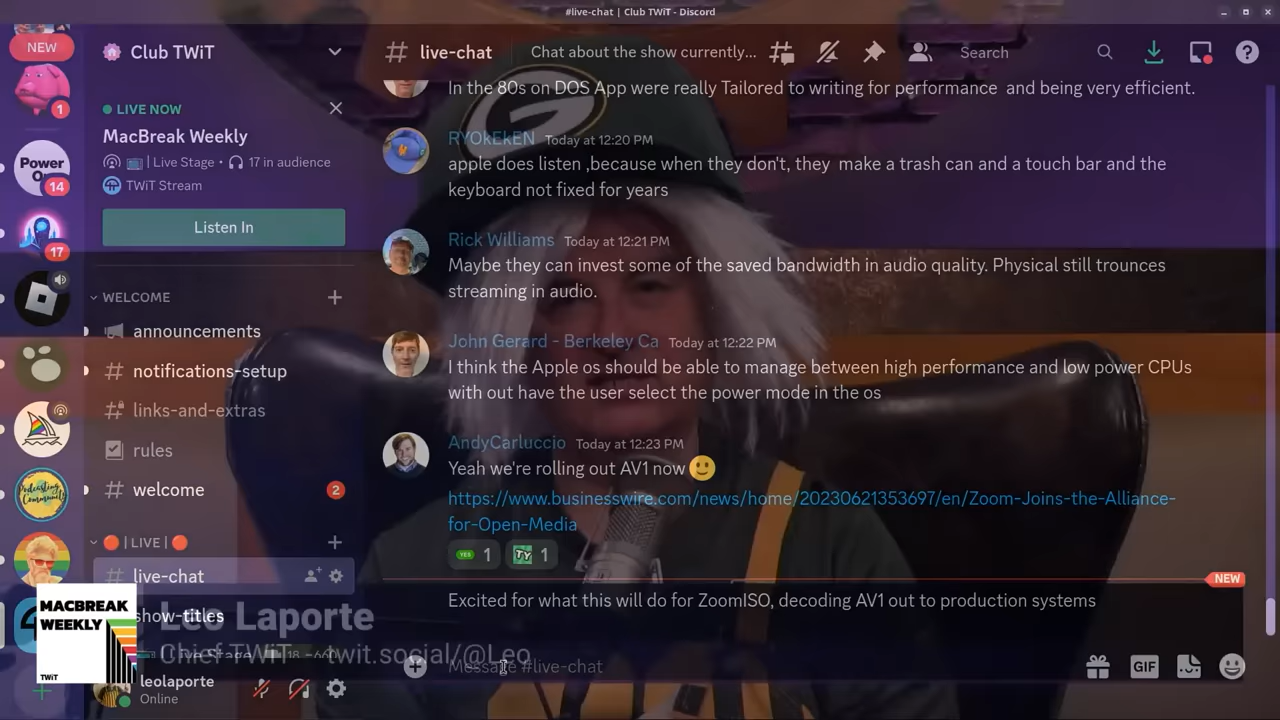 #live-chat | Club TWiT - Discord
NEW
Club TWiT
# live-chat
Chat about the show currently...
Search
1
LIVE NOW
MacBreak Weekly
| Live Stage • 17 in audience
TWiT Stream
Listen In
Power
On
14
17
WELCOME
announcements
# notifications-setup
links-and-extras
rules
# welcome
2
| LIVE |
# live-chat
show-titles
leolaporte
Online
In the 80s on DOS App were really Tailored to writing for performance and being very efficient.
RYOkEkEN Today at 12:20 PM
apple does listen ,because when they don't, they make a trash can and a touch bar and the
keyboard not fixed for years
Rick Williams Today at 12:21 PM
Maybe they can invest some of the saved bandwidth in audio quality. Physical still trounces
streaming in audio.
John Gerard - Berkeley Ca Today at 12:22 PM
I think the Apple os should be able to manage between high performance and low power CPUs
with out have the user select the power mode in the os
AndyCarluccio Today at 12:23 PM
Yeah we're rolling out AV1 now
https://www.businesswire.com/news/home/20230621353697/en/Zoom-Joins-the-Alliance-
for-Open-Media
YES 1 TY 1
NEW
Excited for what this will do for ZoomISO, decoding AV1 out to production systems
Message #live-chat
GIF
MACBREAK
WEEKLY
TWiT
Leo Laporte
Chief TWiT - twit.social/@Leo
Podcasting
Community